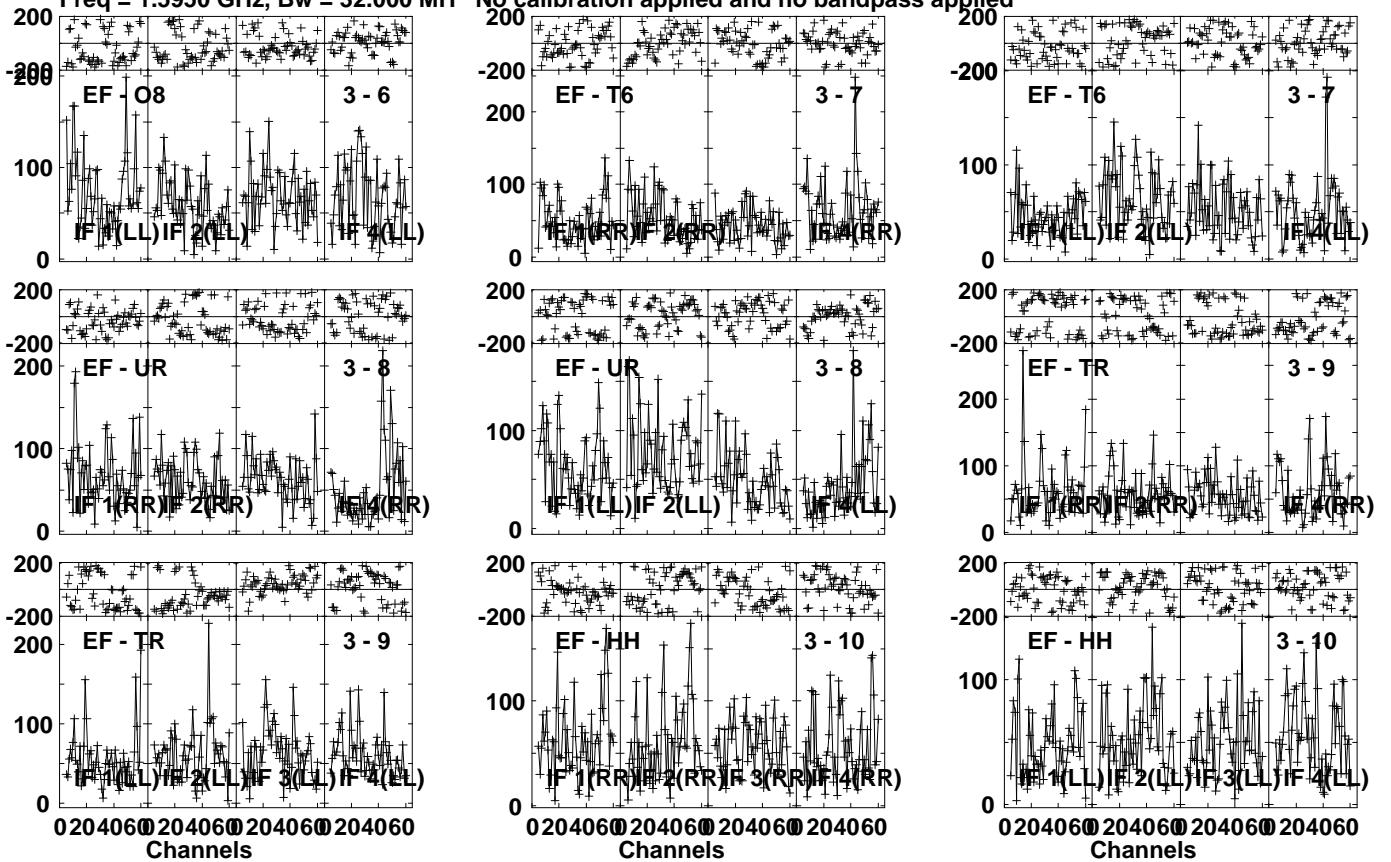 Freq = 1.5950 GHz, Bw = 32.000 MH No calibration applied and no bandpass applied
200
-200
200
EF - O8 3 - 6
100
IF 1(LL) IF 2(LL) IF 4(LL)
0
200
-200
EF - T6 3 - 7
200
100
IF 1(RR) IF 2(RR) IF 4(RR)
0
200
-200
EF - T6 3 - 7
200
100
IF 1(LL) IF 2(LL) IF 4(LL)
0
200
-200
200
EF - UR 3 - 8
100
IF 1(RR) IF 2(RR) IF 4(RR)
0
200
-200
EF - UR 3 - 8
100
IF 1(LL) IF 2(LL) IF 4(LL)
0
200
-200
EF - TR 3 - 9
200
100
IF 1(RR) IF 2(RR) IF 4(RR)
0
200
-200
200
EF - TR 3 - 9
100
IF 1(LL) IF 2(LL) IF 3(LL) IF 4(LL)
0
0 20 40 60 0 20 40 60 0 20 40 60 0 20 40 60
Channels
200
-200
EF - HH 3 - 10
100
IF 1(RR) IF 2(RR) IF 3(RR) IF 4(RR)
0
0 20 40 60 0 20 40 60 0 20 40 60 0 20 40 60
Channels
200
-200
EF - HH 3 - 10
100
IF 1(LL) IF 2(LL) IF 3(LL) IF 4(LL)
0
0 20 40 60 0 20 40 60 0 20 40 60 0 20 40 60
Channels